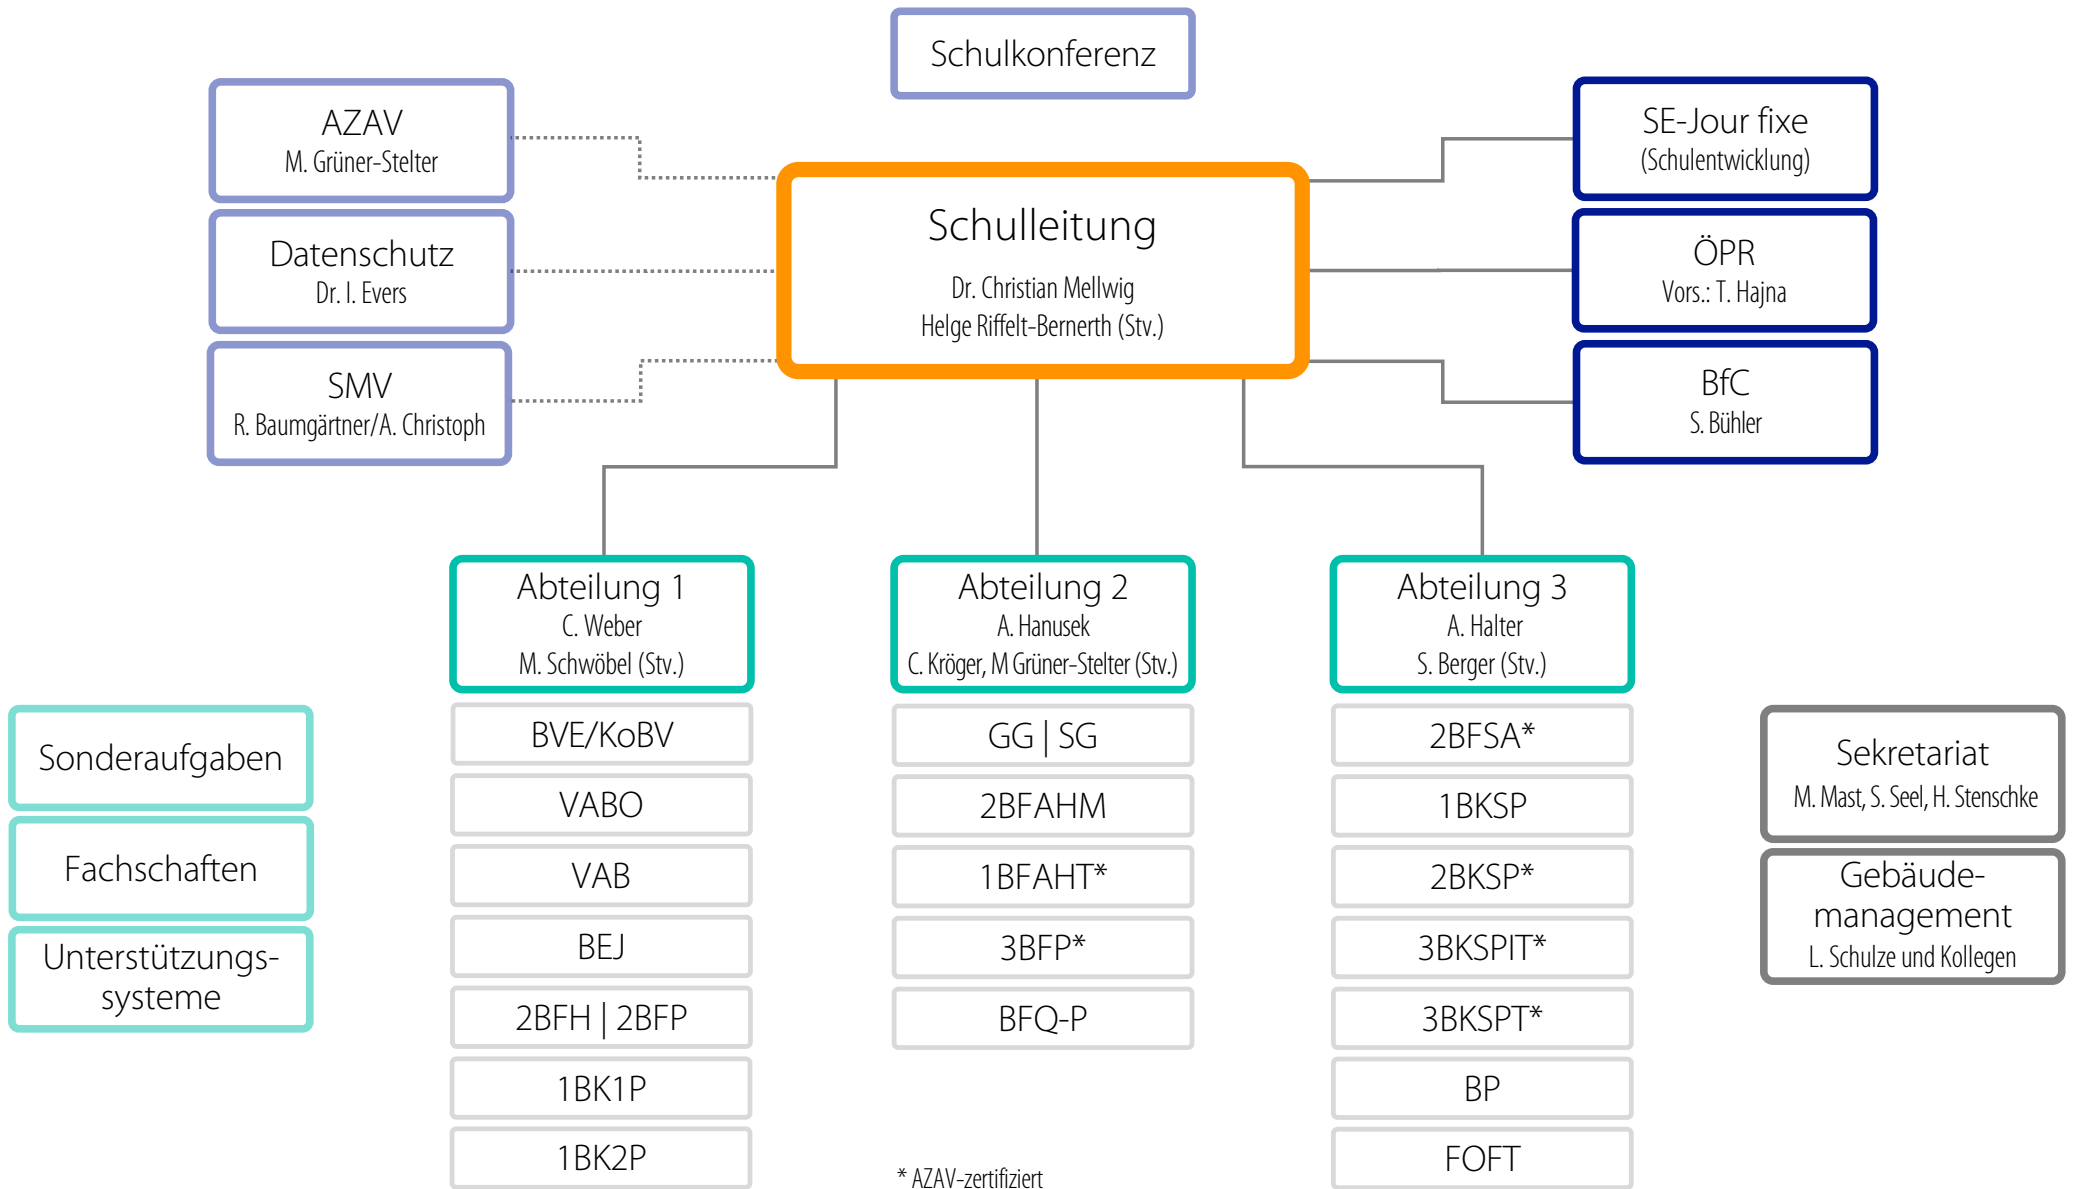 Schulkonferenz
AZAV
M. Grüner-Stelter
Datenschutz
Dr. I. Evers
SMV
R. Baumgärtner/A. Christoph
Schulleitung
Dr. Christian Mellwig
Helge Riffelt-Bernerth (Stv.)
SE-Jour fixe
(Schulentwicklung)
ÖPR
Vors.: T. Hajna
BfC
S. Bühler
Abteilung 1
C. Weber
M. Schwöbel (Stv.)
BVE/KoBV
VABO
VAB
BEJ
2BFH | 2BFP
1BK1P
1BK2P
Abteilung 2
A. Hanusek
C. Kröger, M Grüner-Stelter (Stv.)
GG | SG
2BFAHM
1BFAHT*
3BFP*
BFQ-P
Abteilung 3
A. Halter
S. Berger (Stv.)
2BFSA*
1BKSP
2BKSP*
3BKSPIT*
3BKSPT*
BP
FOFT
Sonderaufgaben
Fachschaften
Unterstützungs-
systeme
Sekretariat
M. Mast, S. Seel, H. Stenschke
Gebäude-
management
L. Schulze und Kollegen
* AZAV-zertifiziert